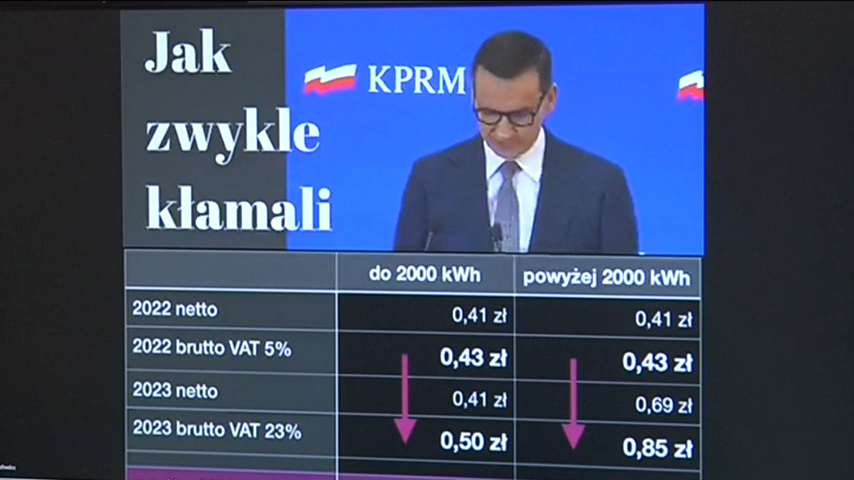 Jak
zwykle
kłamali
KPRM
do 2000 kWh powyżej 2000 kWh
2022 netto 0,41 zł 0,41 zł
2022 brutto VAT 5% 0,43 zł 0,43 zł
2023 netto 0,41 zł 0,69 zł
2023 brutto VAT 23% 0,50 zł 0,85 zł